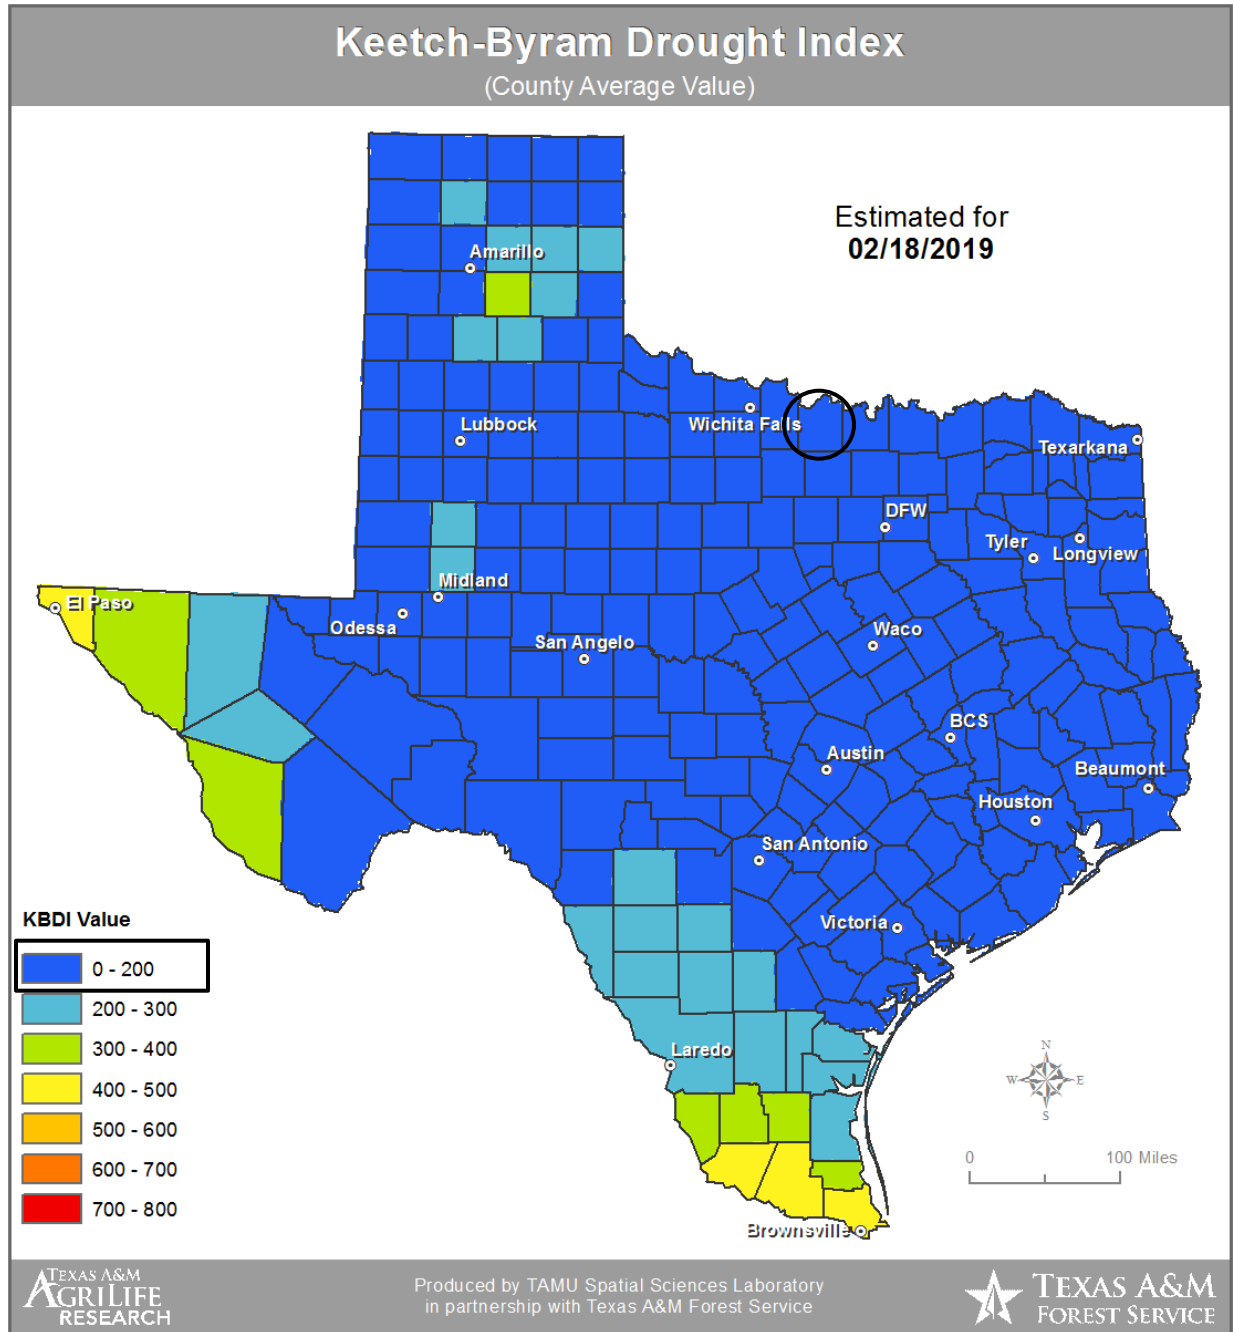 Keetch-Byram Drought Index
(County Average Value)
Estimated for
02/18/2019
Amarillo
Lubbock
Wichita Falls
Texarkana
DFW
Tyler
Longview
Midland
El Paso
Odessa
San Angelo
Waco
BCS
Austin
Beaumont
Houston
San Antonio
Victoria
Laredo
Brownsville
KBDI Value
0 - 200
200 - 300
300 - 400
400 - 500
500 - 600
600 - 700
700 - 800
N
W E
S
0 100 Miles
TEXAS A&M
AGRILIFE
RESEARCH
Produced by TAMU Spatial Sciences Laboratory
in partnership with Texas A&M Forest Service
TEXAS A&M
FOREST SERVICE